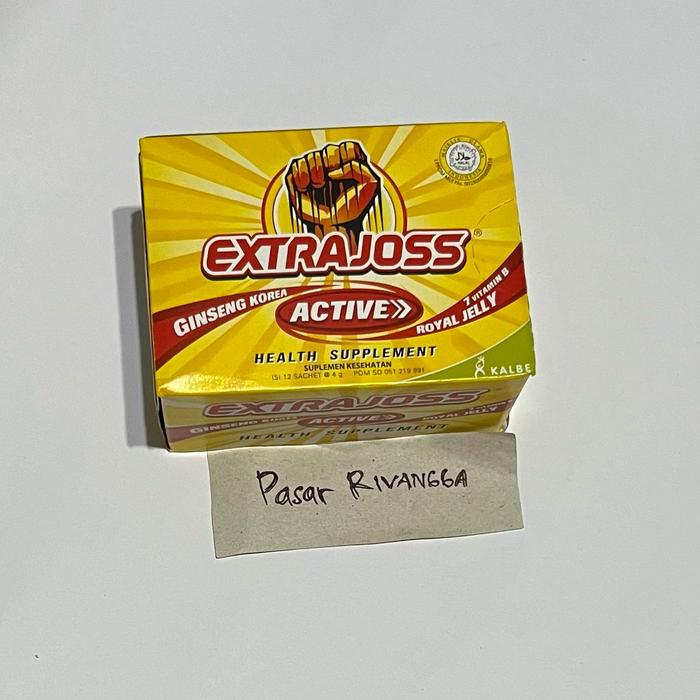 EXTRAJOSS®
GINSENG KOREA
ACTIVE
7 VITAMIN B
ROYAL JELLY
HEALTH SUPPLEMENT
SUPLEMEN KESEHATAN
ISI 12 SACHET @ 4 g POM SD 051 219 991
KALBE
EXTRAJOSS
GINSENG KOREA
ACTIVE
ROYAL JELLY
HEALTH SUPPLEMENT
Pasar RIVANGGA